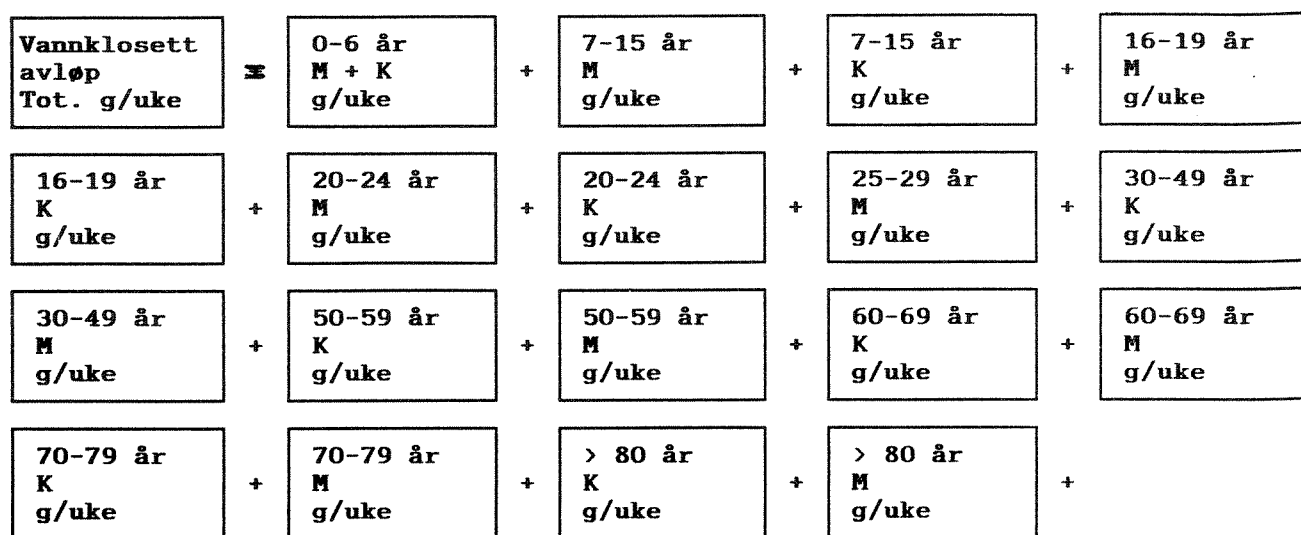 Vannklosett
avløp
Tot. g/uke
=
0-6 år
M + K
g/uke
+
7-15 år
M
g/uke
+
7-15 år
K
g/uke
+
16-19 år
M
g/uke
16-19 år
K
g/uke
+
20-24 år
M
g/uke
+
20-24 år
K
g/uke
+
25-29 år
M
g/uke
+
30-49 år
K
g/uke
30-49 år
M
g/uke
+
50-59 år
K
g/uke
+
50-59 år
M
g/uke
+
60-69 år
K
g/uke
+
60-69 år
M
g/uke
70-79 år
K
g/uke
+
70-79 år
M
g/uke
+
> 80 år
K
g/uke
+
> 80 år
M
g/uke
+